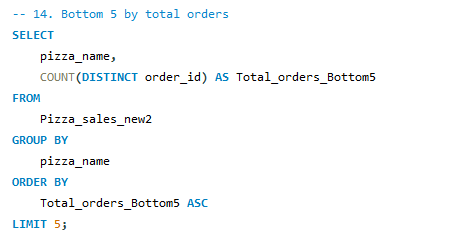 -- 14. Bottom 5 by total orders
SELECT
pizza_name,
COUNT(DISTINCT order_id) AS Total_orders_Bottom5
FROM
Pizza_sales_new2
GROUP BY
pizza_name
ORDER BY
Total_orders_Bottom5 ASC
LIMIT 5;